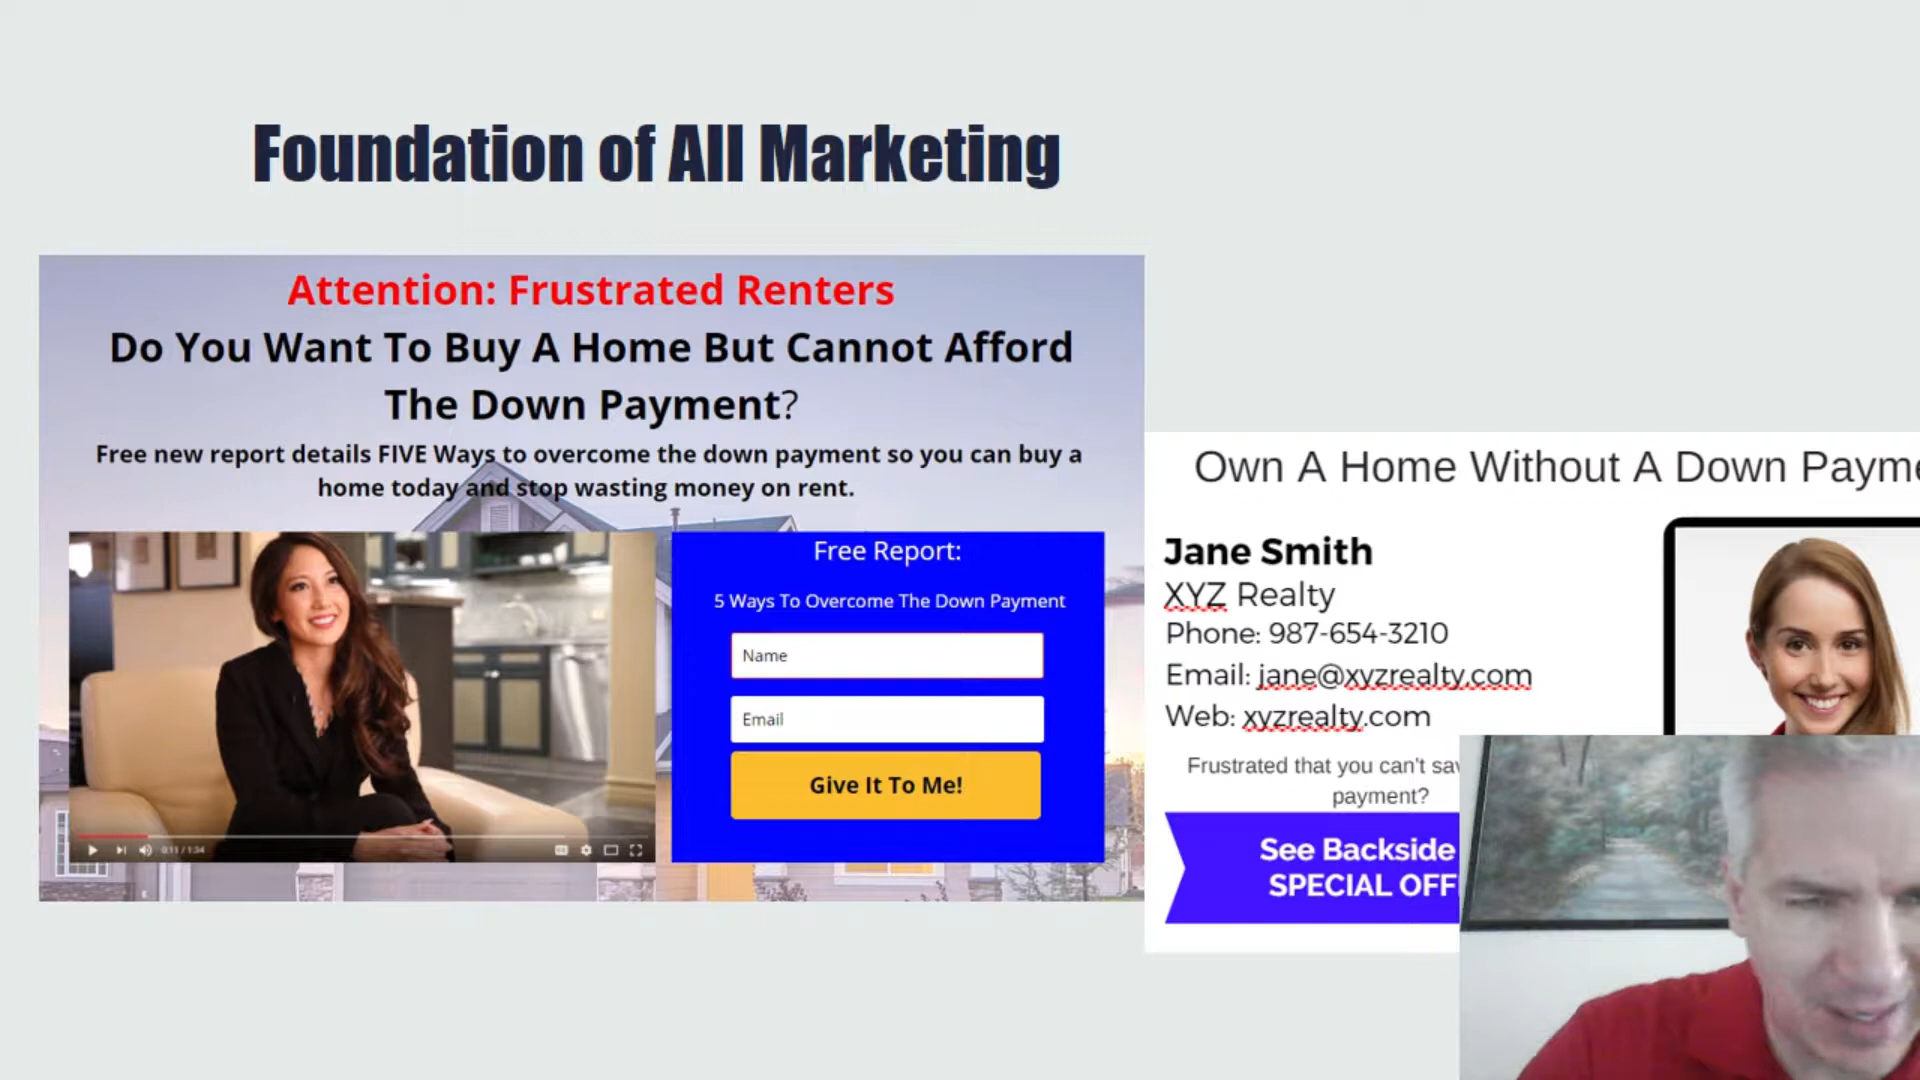 Foundation of All Marketing
Attention: Frustrated Renters
Do You Want To Buy A Home But Cannot Afford
The Down Payment?
Free new report details FIVE Ways to overcome the down payment so you can buy a
home today and stop wasting money on rent.
Free Report:
5 Ways To Overcome The Down Payment
Name
Email
Give It To Me!
0:11 / 1:34
Own A Home Without A Down
Jane Smith
XYZ Realty
Phone: 987-654-3210
Email: jane@xyzrealty.com
Web: xyzrealty.com
Frustrated that you can't
payment?
See Backside
SPECIAL